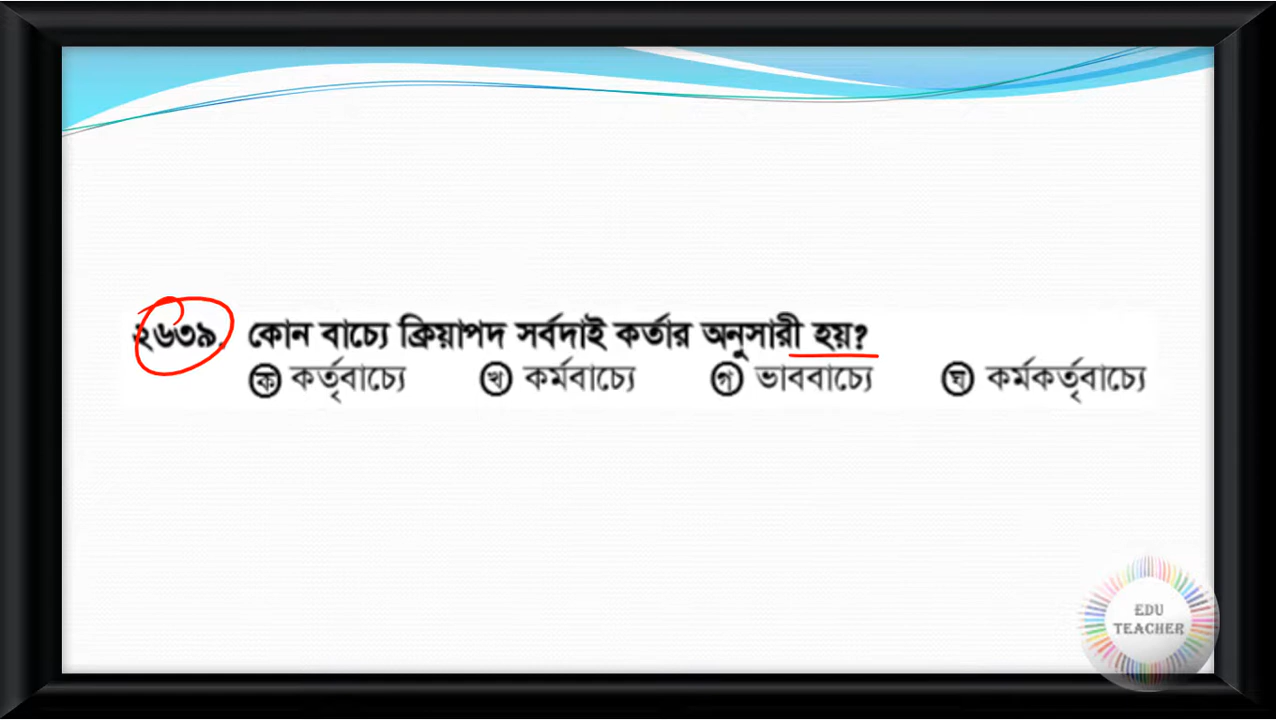 ২৬৩৯. কোন বাচ্যে ক্রিয়াপদ সর্বদাই কর্তার অনুসারী হয়?
ক কর্তৃবাচ্যে খ কর্মবাচ্যে গ ভাববাচ্যে ঘ কর্মকর্তৃবাচ্যে
EDU
TEACHER